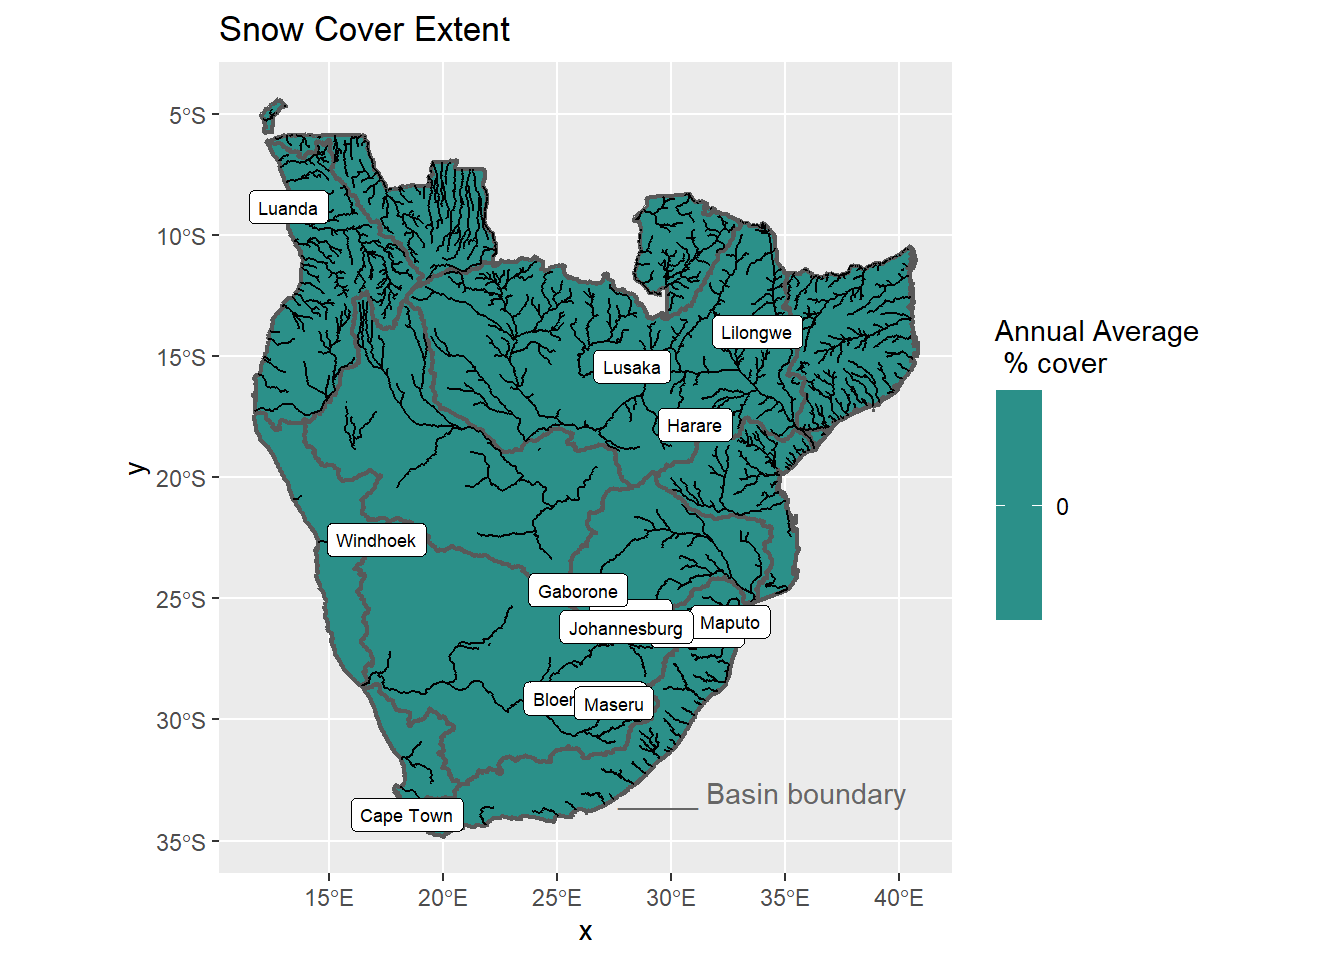 Snow Cover Extent
5°S
10°S
15°S
20°S
25°S
30°S
35°S
y
Luanda
Lilongwe
Lusaka
Harare
Windhoek
Gaborone
Maputo
Johannesburg
Maseru
Cape Town
Basin boundary
15°E
20°E
25°E
30°E
35°E
40°E
x
Annual Average
% cover
0